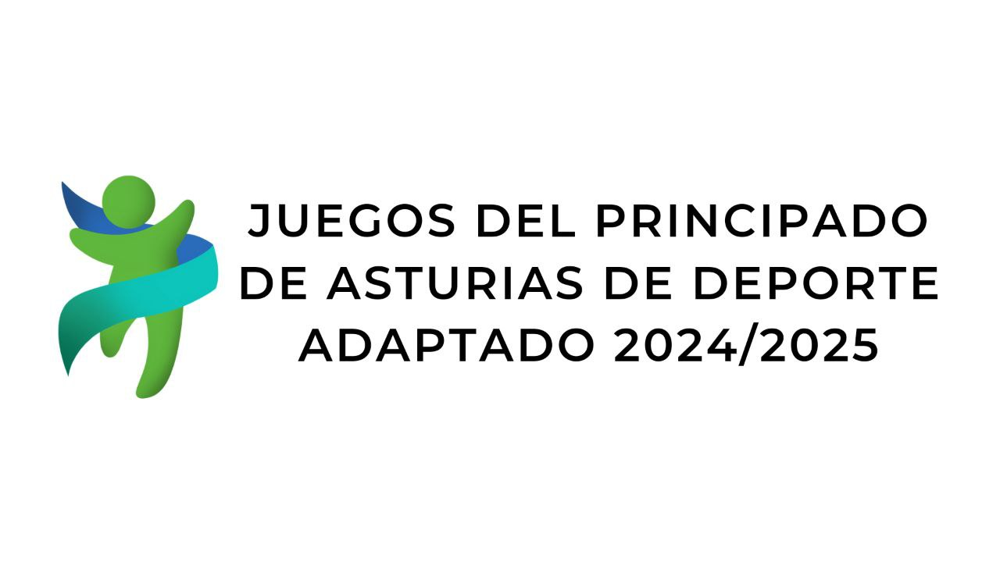 JUEGOS DEL PRINCIPADO
DE ASTURIAS DE DEPORTE
ADAPTADO 2024/2025